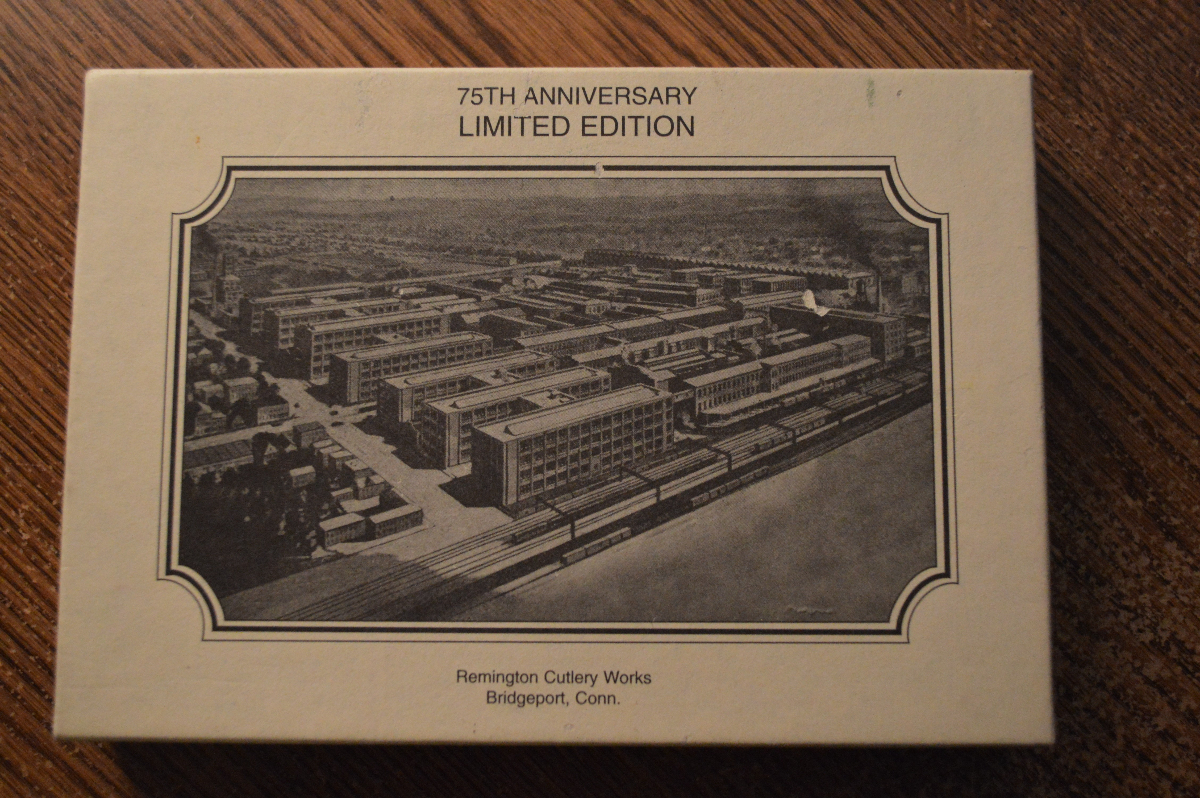 75TH ANNIVERSARY
LIMITED EDITION
Remington Cutlery Works
Bridgeport, Conn.